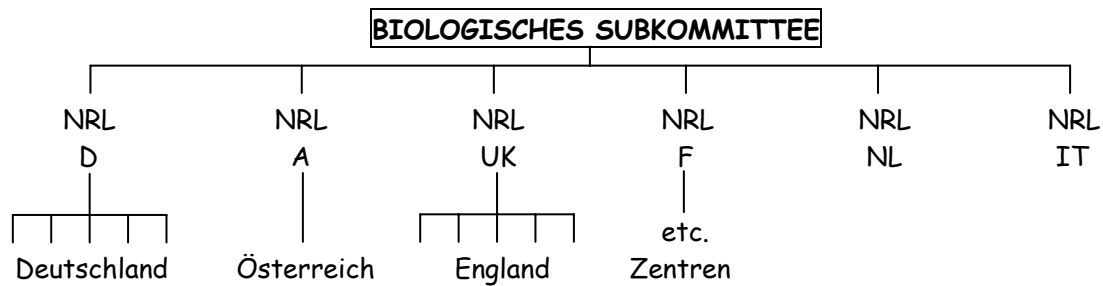 BIOLOGISCHES SUBKOMMITTEE
NRL NRL NRL NRL NRL NRL
D A UK F NL IT
etc.
Deutschland Österreich England Zentren